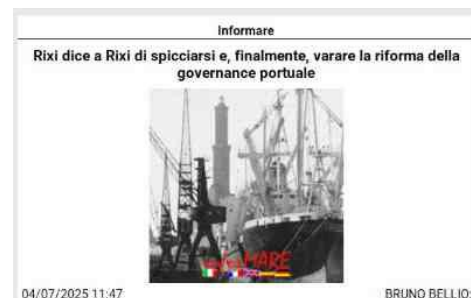 Informare
Rixi dice a Rixi di spicciarsi e, finalmente, varare la riforma della
governance portuale
inforMARE
04/07/2025 11:47
BRUNO BELLIO: